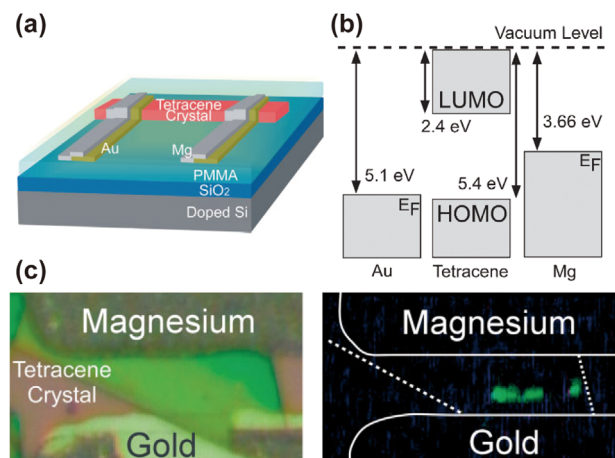 (a)
Tetracene
Crystal
Au
Mg
PMMA
SiO₂
Doped Si
(b)
Vacuum Level
LUMO
2.4 eV
3.66 eV
5.1 eV
5.4 eV
EF
HOMO
EF
Au
Tetracene
Mg
(c)
Magnesium
Tetracene
Crystal
Gold
Magnesium
Gold